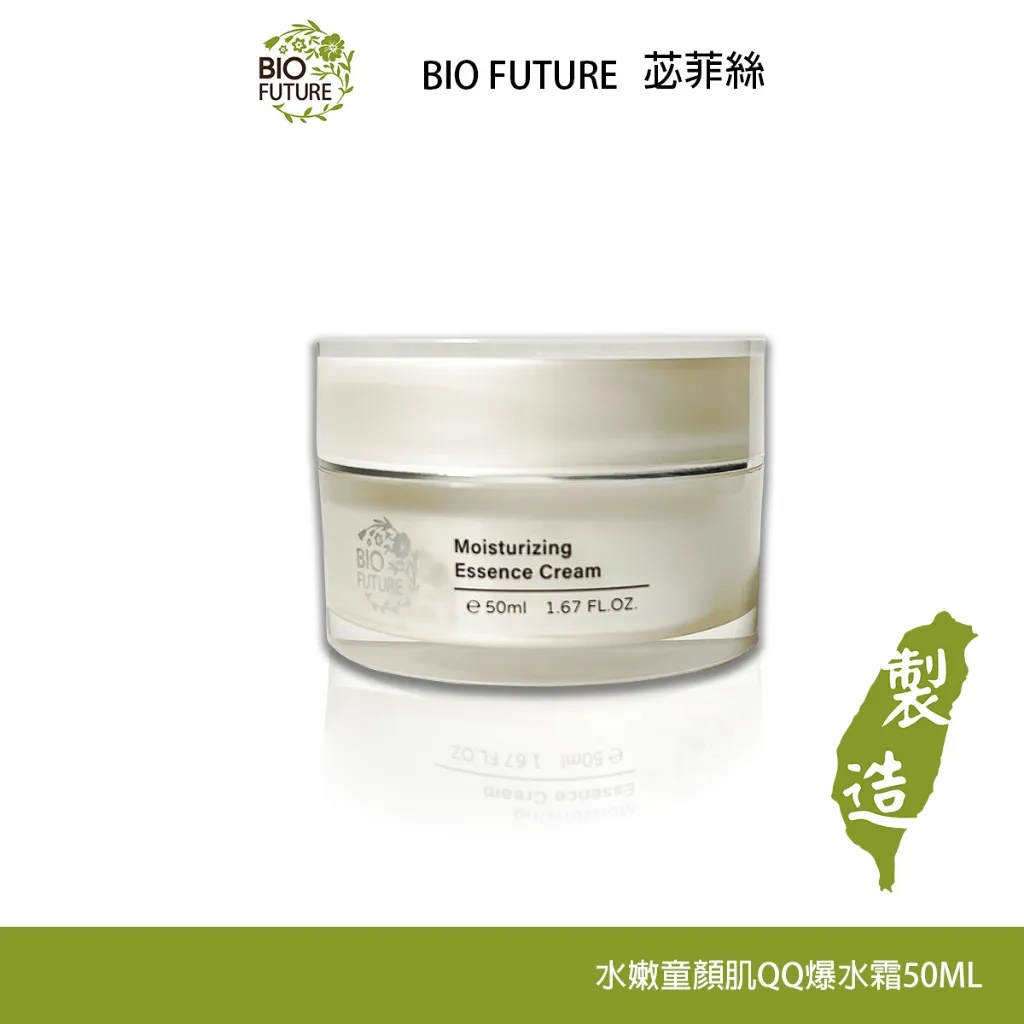 BIO
FUTURE
BIO FUTURE 苾菲絲
BIO
FUTURE
Moisturizing
Essence Cream
℮ 50ml 1.67 FL.OZ.
製造
水嫩童顏肌QQ爆水霜50ML